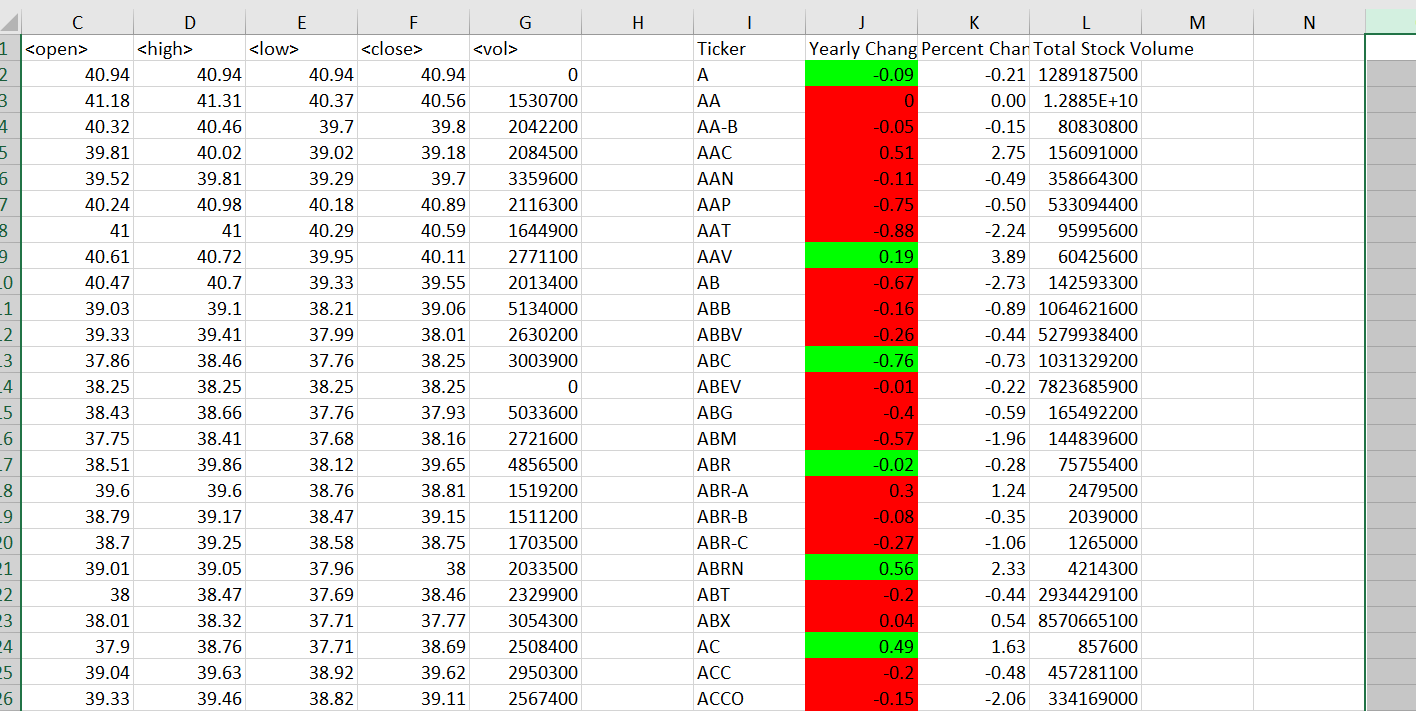 C D E F G H I J K L M N
1 <open> <high> <low> <close> <vol> Ticker Yearly Chang Percent Chan Total Stock Volume
2 40.94 40.94 40.94 40.94 0 A -0.09 -0.21 1289187500
3 41.18 41.31 40.37 40.56 1530700 AA 0 0.00 1.2885E+10
4 40.32 40.46 39.7 39.8 2042200 AA-B -0.05 -0.15 80830800
5 39.81 40.02 39.02 39.18 2084500 AAC 0.51 2.75 156091000
6 39.52 39.81 39.29 39.7 3359600 AAN -0.11 -0.49 358664300
7 40.24 40.98 40.18 40.89 2116300 AAP -0.75 -0.50 533094400
8 41 41 40.29 40.59 1644900 AAT -0.88 -2.24 95995600
9 40.61 40.72 39.95 40.11 2771100 AAV 0.19 3.89 60425600
0 40.47 40.7 39.33 39.55 2013400 AB -0.67 -2.73 142593300
1 39.03 39.1 38.21 39.06 5134000 ABB -0.16 -0.89 1064621600
2 39.33 39.41 37.99 38.01 2630200 ABBV -0.26 -0.44 5279938400
3 37.86 38.46 37.76 38.25 3003900 ABC -0.76 -0.73 1031329200
4 38.25 38.25 38.25 38.25 0 ABEV -0.01 -0.22 7823685900
5 38.43 38.66 37.76 37.93 5033600 ABG -0.4 -0.59 165492200
6 37.75 38.41 37.68 38.16 2721600 ABM -0.57 -1.96 144839600
7 38.51 39.86 38.12 39.65 4856500 ABR -0.02 -0.28 75755400
8 39.6 39.6 38.76 38.81 1519200 ABR-A 0.3 1.24 2479500
9 38.79 39.17 38.47 39.15 1511200 ABR-B -0.08 -0.35 2039000
20 38.7 39.25 38.58 38.75 1703500 ABR-C -0.27 -1.06 1265000
21 39.01 39.05 37.96 38 2033500 ABRN 0.56 2.33 4214300
22 38 38.47 37.69 38.46 2329900 ABT -0.2 -0.44 2934429100
23 38.01 38.32 37.71 37.77 3054300 ABX 0.04 0.54 8570665100
24 37.9 38.76 37.71 38.69 2508400 AC 0.49 1.63 857600
25 39.04 39.63 38.92 39.62 2950300 ACC -0.2 -0.48 457281100
26 39.33 39.46 38.82 39.11 2567400 ACCO -0.15 -2.06 334169000